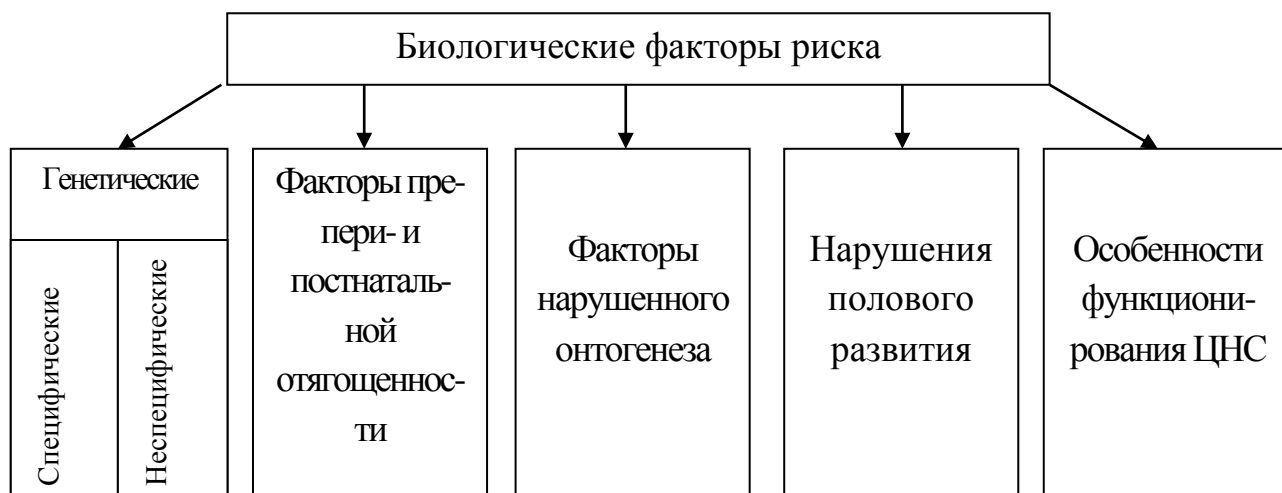 Биологические факторы риска
Генетические
Специфические
Неспецифические
Факторы пре-
пери- и
постнаталь-
ной
отягощеннос-
ти
Факторы
нарушенного
онтогенеза
Нарушения
полового
развития
Особенности
функциони-
рования ЦНС